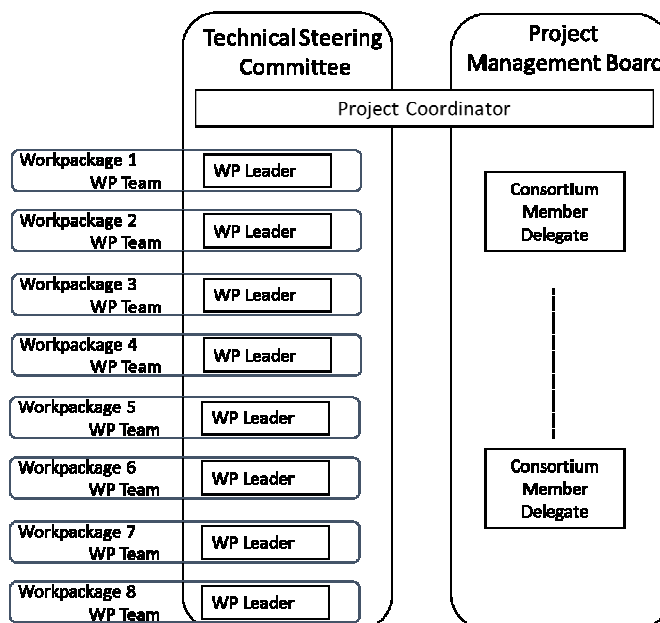 Technical Steering
Committee
Project
Management Board
Project Coordinator
Workpackage 1
WP Team
WP Leader
Workpackage 2
WP Team
WP Leader
Workpackage 3
WP Team
WP Leader
Workpackage 4
WP Team
WP Leader
Workpackage 5
WP Team
WP Leader
Workpackage 6
WP Team
WP Leader
Workpackage 7
WP Team
WP Leader
Workpackage 8
WP Team
WP Leader
Consortium
Member
Delegate
Consortium
Member
Delegate